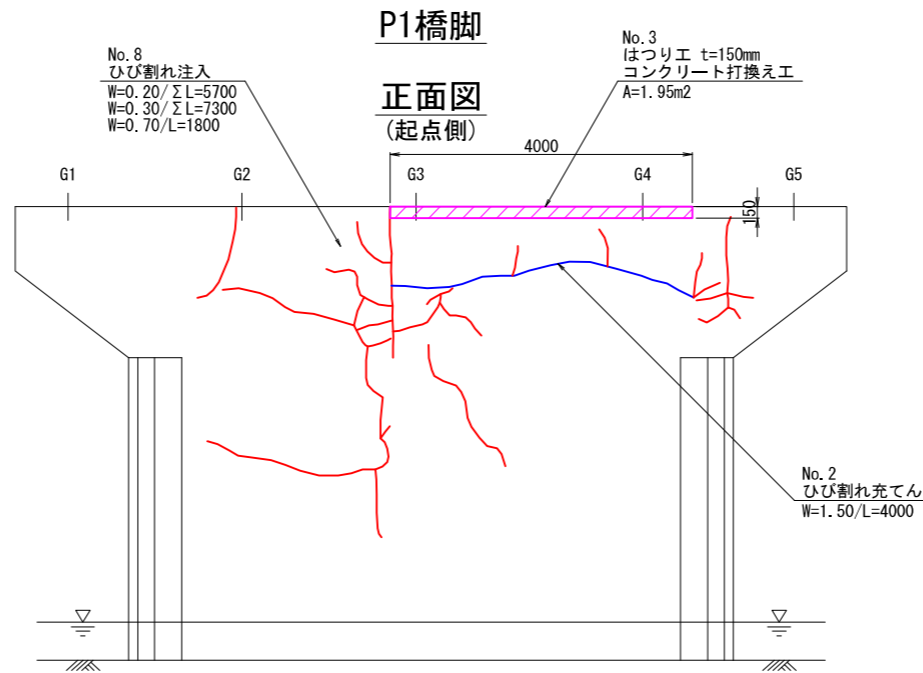 P1橋脚
正面図
(起点側)
No.8
ひび割れ注入
W=0.20/ΣL=5700
W=0.30/ΣL=7300
W=0.70/L=1800
No.3
はつり工 t=150mm
コンクリート打換え工
A=1.95m2
4000
G1
G2
G3
G4
G5
150
No.2
ひび割れ充てん
W=1.50/L=4000